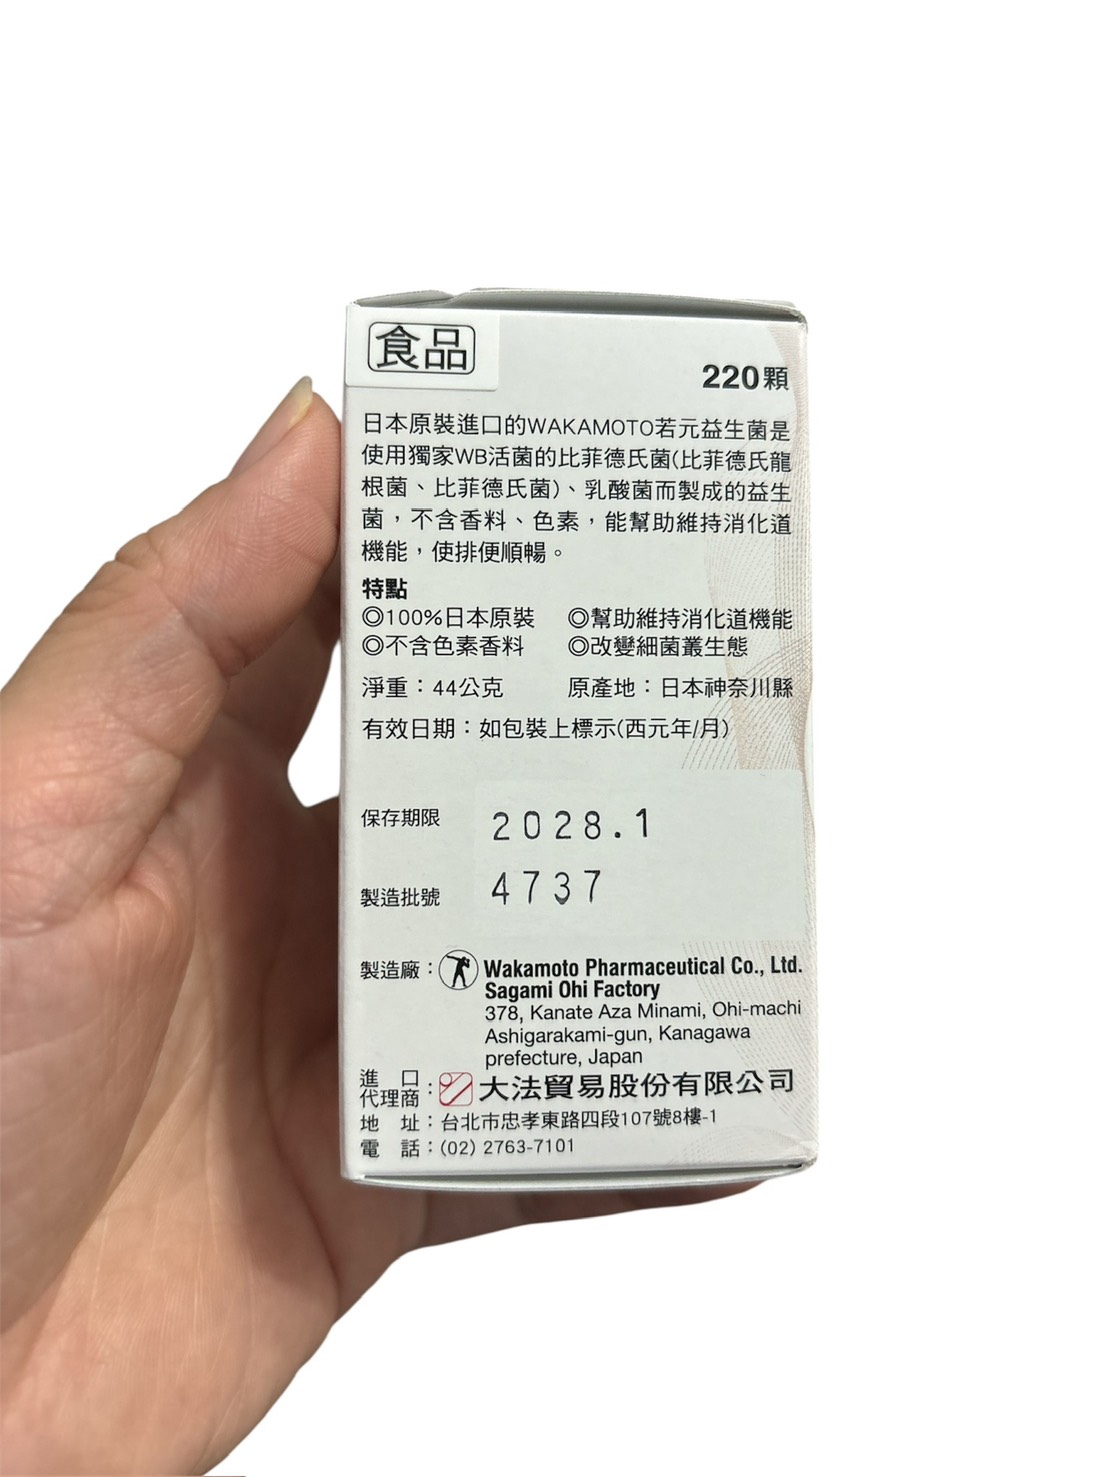 食品
220顆
日本原裝進口的WAKAMOTO若元益生菌是
使用獨家WB活菌的比菲德氏菌(比菲德氏龍
根菌、比菲德氏菌)、乳酸菌而製成的益生
菌，不含香料、色素，能幫助維持消化道
機能，使排便順暢。
特點
◎100%日本原裝 ◎幫助維持消化道機能
◎不含色素香料 ◎改變細菌叢生態
淨重：44公克 原產地：日本神奈川縣
有效日期：如包裝上標示(西元年/月)
保存期限 2028.1
製造批號 4737
製造廠： Wakamoto Pharmaceutical Co., Ltd.
Sagami Ohi Factory
378, Kanate Aza Minami, Ohi-machi
Ashigarakami-gun, Kanagawa
prefecture, Japan
進口
代理商：大法貿易股份有限公司
地 址：台北市忠孝東路四段107號8樓-1
電 話：(02) 2763-7101